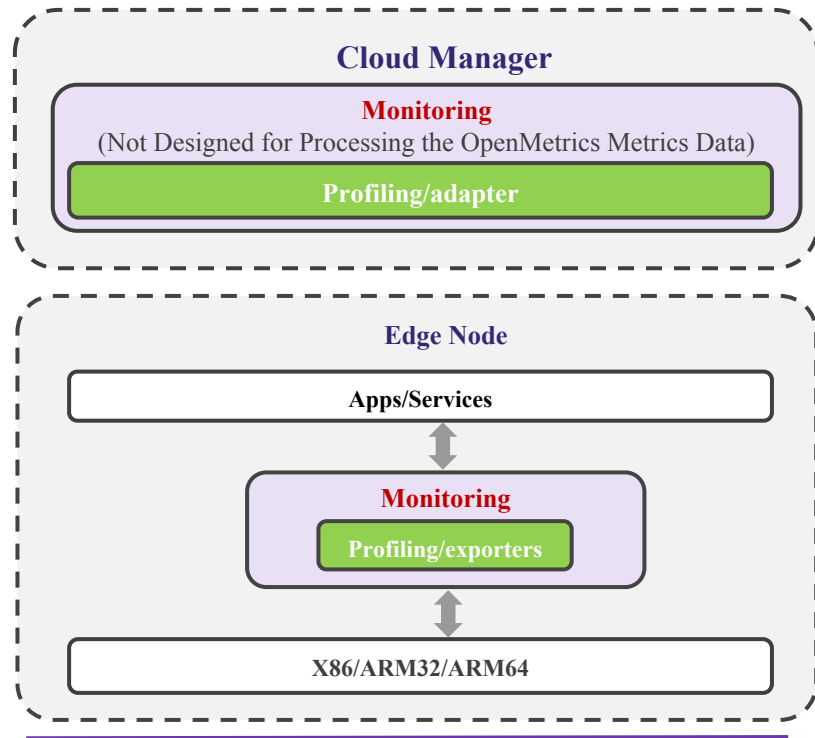 Cloud Manager
Monitoring
(Not Designed for Processing the OpenMetrics Metrics Data)
Profiling/adapter
Edge Node
Apps/Services
Monitoring
Profiling/exporters
X86/ARM32/ARM64